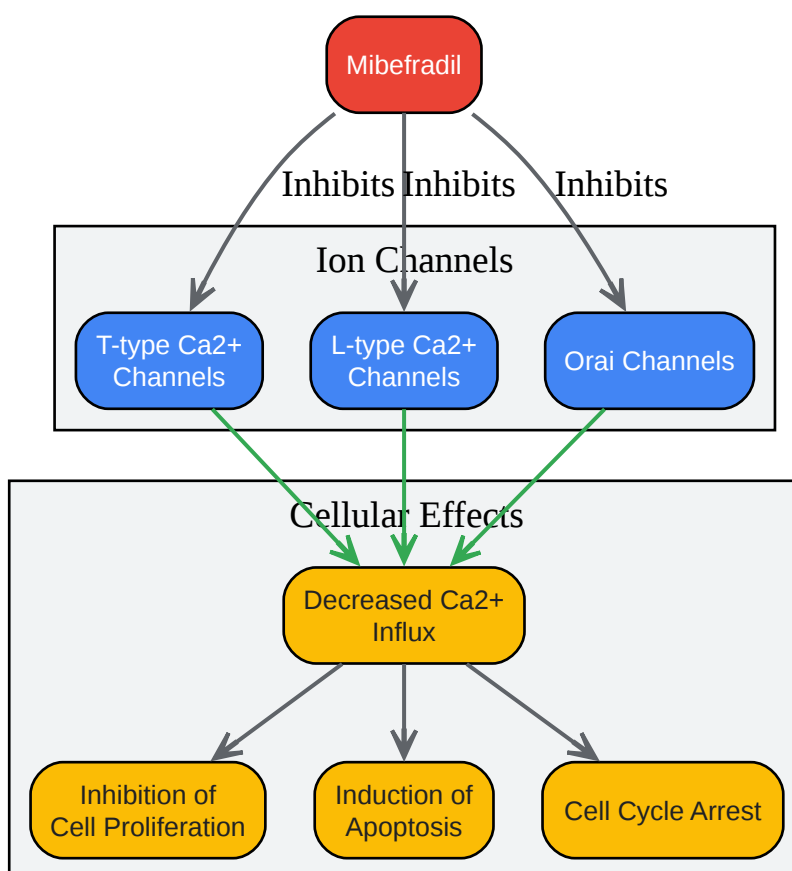 Mibefradil
Inhibits
Inhibits
Inhibits
Ion Channels
T-type Ca2+
Channels
L-type Ca2+
Channels
Orai Channels
Cellular Effects
Decreased Ca2+
Influx
Inhibition of
Cell Proliferation
Induction of
Apoptosis
Cell Cycle Arrest